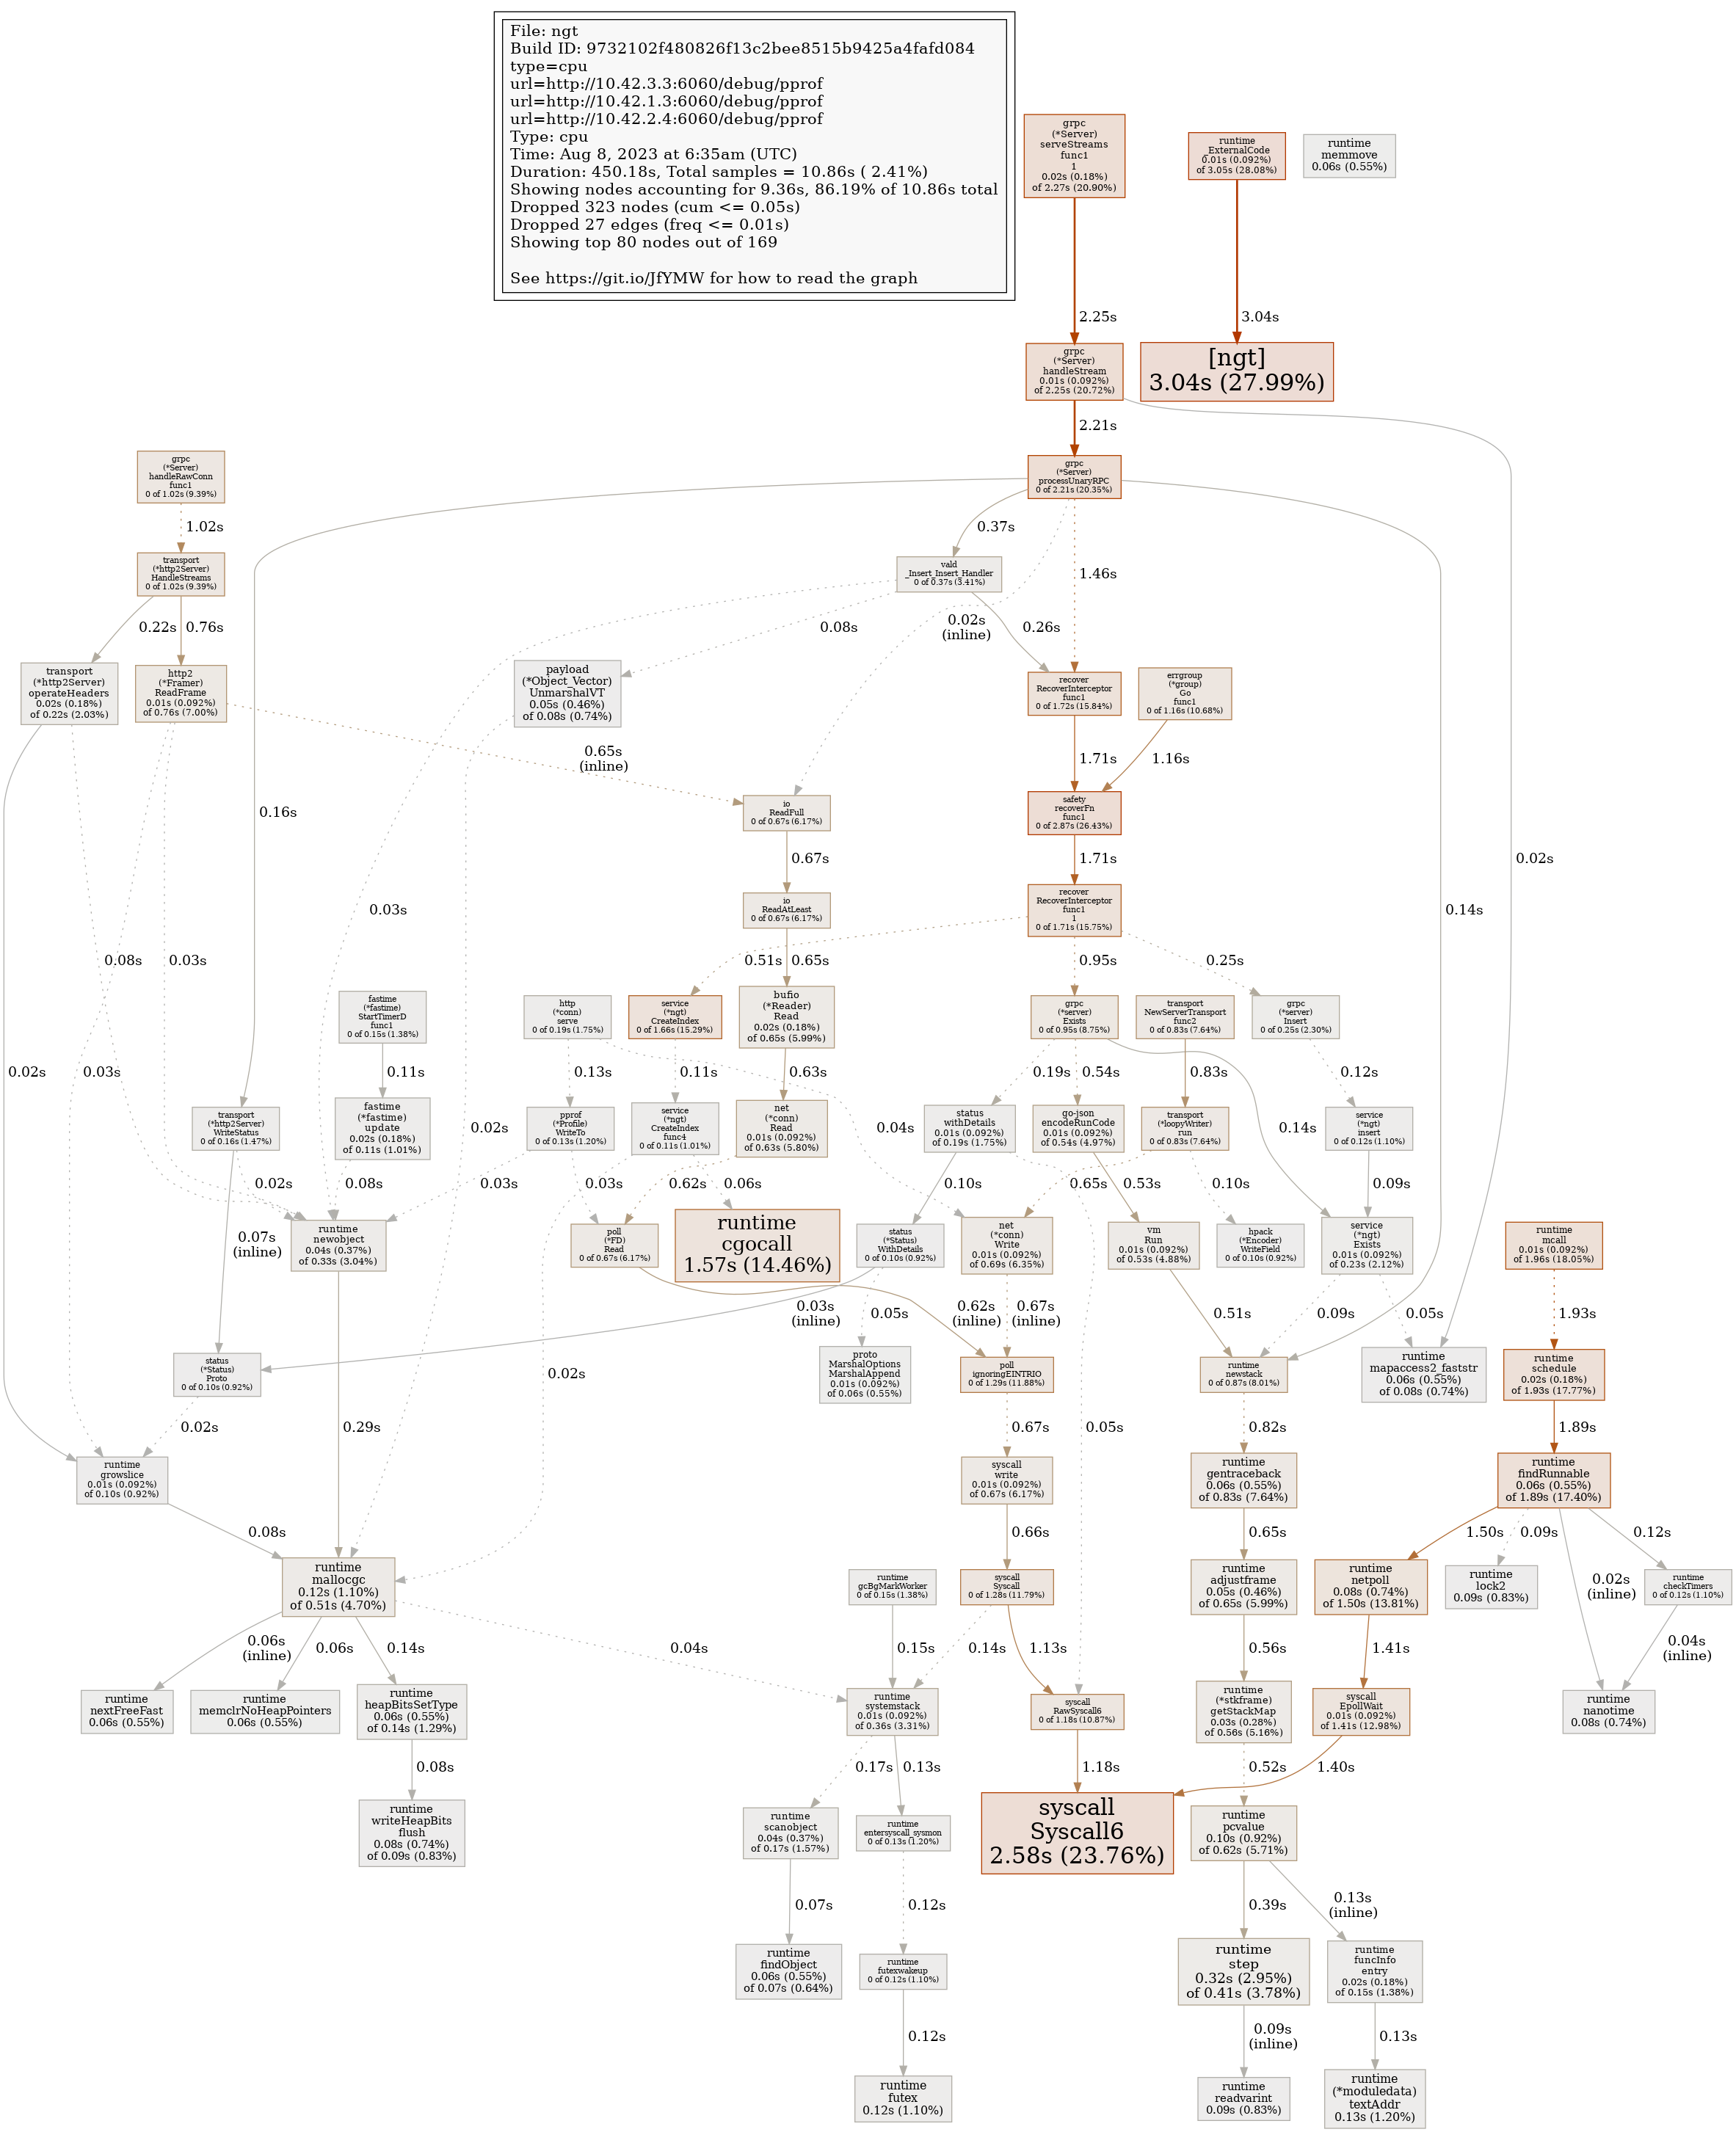 File: ngt
Build ID: 9732102f480826f13c2bee8515b9425a4fafd084
type=cpu
url=http://10.42.3.3:6060/debug/pprof
url=http://10.42.1.3:6060/debug/pprof
url=http://10.42.2.4:6060/debug/pprof
Type: cpu
Time: Aug 8, 2023 at 6:35am (UTC)
Duration: 450.18s, Total samples = 10.86s ( 2.41%)
Showing nodes accounting for 9.36s, 86.19% of 10.86s total
Dropped 323 nodes (cum <= 0.05s)
Dropped 27 edges (freq <= 0.01s)
Showing top 80 nodes out of 169
See https://git.io/JfYMW for how to read the graph
grpc
(*Server)
serveStreams
func1
1
0.02s (0.18%)
of 2.27s (20.90%)
runtime
_ExternalCode
0.01s (0.092%)
of 3.05s (28.08%)
runtime
memmove
0.06s (0.55%)
2.25s
3.04s
grpc
(*Server)
handleStream
0.01s (0.092%)
of 2.25s (20.72%)
[ngt]
3.04s (27.99%)
2.21s
grpc
(*Server)
handleRawConn
func1
0 of 1.02s (9.39%)
grpc
(*Server)
processUnaryRPC
0 of 2.21s (20.35%)
1.02s
0.37s
transport
(*http2Server)
HandleStreams
0 of 1.02s (9.39%)
vald
_Insert_Insert_Handler
0 of 0.37s (3.41%)
1.46s
0.22s
0.76s
0.08s
0.02s
(inline)
0.26s
transport
(*http2Server)
operateHeaders
0.02s (0.18%)
of 0.22s (2.03%)
http2
(*Framer)
ReadFrame
0.01s (0.092%)
of 0.76s (7.00%)
payload
(*Object_Vector)
UnmarshalVT
0.05s (0.46%)
of 0.08s (0.74%)
recover
RecoverInterceptor
func1
0 of 1.72s (15.84%)
errgroup
(*group)
Go
func1
0 of 1.16s (10.68%)
0.65s
(inline)
1.71s
1.16s
0.16s
io
ReadFull
0 of 0.67s (6.17%)
safety
recoverFn
func1
0 of 2.87s (26.43%)
0.67s
1.71s
0.02s
0.03s
io
ReadAtLeast
0 of 0.67s (6.17%)
recover
RecoverInterceptor
func1
1
0 of 1.71s (15.75%)
0.14s
0.08s
0.03s
0.51s
0.65s
0.95s
0.25s
fastime
(*fastime)
StartTimerD
func1
0 of 0.15s (1.38%)
http
(*conn)
serve
0 of 0.19s (1.75%)
service
(*ngt)
CreateIndex
0 of 1.66s (15.29%)
bufio
(*Reader)
Read
0.02s (0.18%)
of 0.65s (5.99%)
grpc
(*server)
Exists
0 of 0.95s (8.75%)
transport
NewServerTransport
func2
0 of 0.83s (7.64%)
grpc
(*server)
Insert
0 of 0.25s (2.30%)
0.02s
0.03s
0.11s
0.13s
0.11s
0.63s
0.19s
0.54s
0.83s
0.12s
transport
(*http2Server)
WriteStatus
0 of 0.16s (1.47%)
fastime
(*fastime)
update
0.02s (0.18%)
of 0.11s (1.01%)
0.02s
pprof
(*Profile)
WriteTo
0 of 0.13s (1.20%)
service
(*ngt)
CreateIndex
func4
0 of 0.11s (1.01%)
net
(*conn)
Read
0.01s (0.092%)
of 0.63s (5.80%)
0.04s
status
withDetails
0.01s (0.092%)
of 0.19s (1.75%)
go-json
encodeRunCode
0.01s (0.092%)
of 0.54s (4.97%)
transport
(*loopyWriter)
run
0 of 0.83s (7.64%)
0.14s
service
(*ngt)
insert
0 of 0.12s (1.10%)
0.02s
0.08s
0.03s
0.03s
0.62s
0.06s
0.10s
0.53s
0.65s
0.10s
0.09s
0.07s
(inline)
runtime
newobject
0.04s (0.37%)
of 0.33s (3.04%)
poll
(*FD)
Read
0 of 0.67s (6.17%)
runtime
cgocall
1.57s (14.46%)
status
(*Status)
WithDetails
0 of 0.10s (0.92%)
net
(*conn)
Write
0.01s (0.092%)
of 0.69s (6.35%)
vm
Run
0.01s (0.092%)
of 0.53s (4.88%)
hpack
(*Encoder)
WriteField
0 of 0.10s (0.92%)
service
(*ngt)
Exists
0.01s (0.092%)
of 0.23s (2.12%)
runtime
mcall
0.01s (0.092%)
of 1.96s (18.05%)
0.03s
(inline)
0.05s
0.62s
(inline)
0.67s
(inline)
0.51s
0.09s
0.05s
1.93s
status
(*Status)
Proto
0 of 0.10s (0.92%)
0.02s
proto
MarshalOptions
MarshalAppend
0.01s (0.092%)
of 0.06s (0.55%)
poll
ignoringEINTRIO
0 of 1.29s (11.88%)
runtime
newstack
0 of 0.87s (8.01%)
runtime
mapaccess2_faststr
0.06s (0.55%)
of 0.08s (0.74%)
runtime
schedule
0.02s (0.18%)
of 1.93s (17.77%)
0.02s
0.29s
0.67s
0.05s
0.82s
1.89s
runtime
growslice
0.01s (0.092%)
of 0.10s (0.92%)
syscall
write
0.01s (0.092%)
of 0.67s (6.17%)
runtime
gentraceback
0.06s (0.55%)
of 0.83s (7.64%)
runtime
findRunnable
0.06s (0.55%)
of 1.89s (17.40%)
0.08s
0.66s
0.65s
1.50s
0.09s
0.12s
runtime
mallocgc
0.12s (1.10%)
of 0.51s (4.70%)
runtime
gcBgMarkWorker
0 of 0.15s (1.38%)
syscall
Syscall
0 of 1.28s (11.79%)
runtime
adjustframe
0.05s (0.46%)
of 0.65s (5.99%)
runtime
netpoll
0.08s (0.74%)
of 1.50s (13.81%)
runtime
lock2
0.09s (0.83%)
0.02s
(inline)
runtime
checkTimers
0 of 0.12s (1.10%)
0.06s
(inline)
0.06s
0.14s
0.04s
0.15s
0.14s
1.13s
0.56s
1.41s
0.04s
(inline)
runtime
nextFreeFast
0.06s (0.55%)
runtime
memclrNoHeapPointers
0.06s (0.55%)
runtime
heapBitsSetType
0.06s (0.55%)
of 0.14s (1.29%)
runtime
systemstack
0.01s (0.092%)
of 0.36s (3.31%)
syscall
RawSyscall6
0 of 1.18s (10.87%)
runtime
(*stkframe)
getStackMap
0.03s (0.28%)
of 0.56s (5.16%)
syscall
EpollWait
0.01s (0.092%)
of 1.41s (12.98%)
runtime
nanotime
0.08s (0.74%)
0.08s
0.17s
0.13s
1.18s
0.52s
1.40s
runtime
writeHeapBits
flush
0.08s (0.74%)
of 0.09s (0.83%)
runtime
scanobject
0.04s (0.37%)
of 0.17s (1.57%)
runtime
entersyscall_sysmon
0 of 0.13s (1.20%)
syscall
Syscall6
2.58s (23.76%)
runtime
pcvalue
0.10s (0.92%)
of 0.62s (5.71%)
0.07s
0.12s
0.39s
0.13s
(inline)
runtime
findObject
0.06s (0.55%)
of 0.07s (0.64%)
runtime
futexwakeup
0 of 0.12s (1.10%)
runtime
step
0.32s (2.95%)
of 0.41s (3.78%)
runtime
funcInfo
entry
0.02s (0.18%)
of 0.15s (1.38%)
0.12s
0.09s
(inline)
0.13s
runtime
futex
0.12s (1.10%)
runtime
readvarint
0.09s (0.83%)
runtime
(*moduledata)
textAddr
0.13s (1.20%)